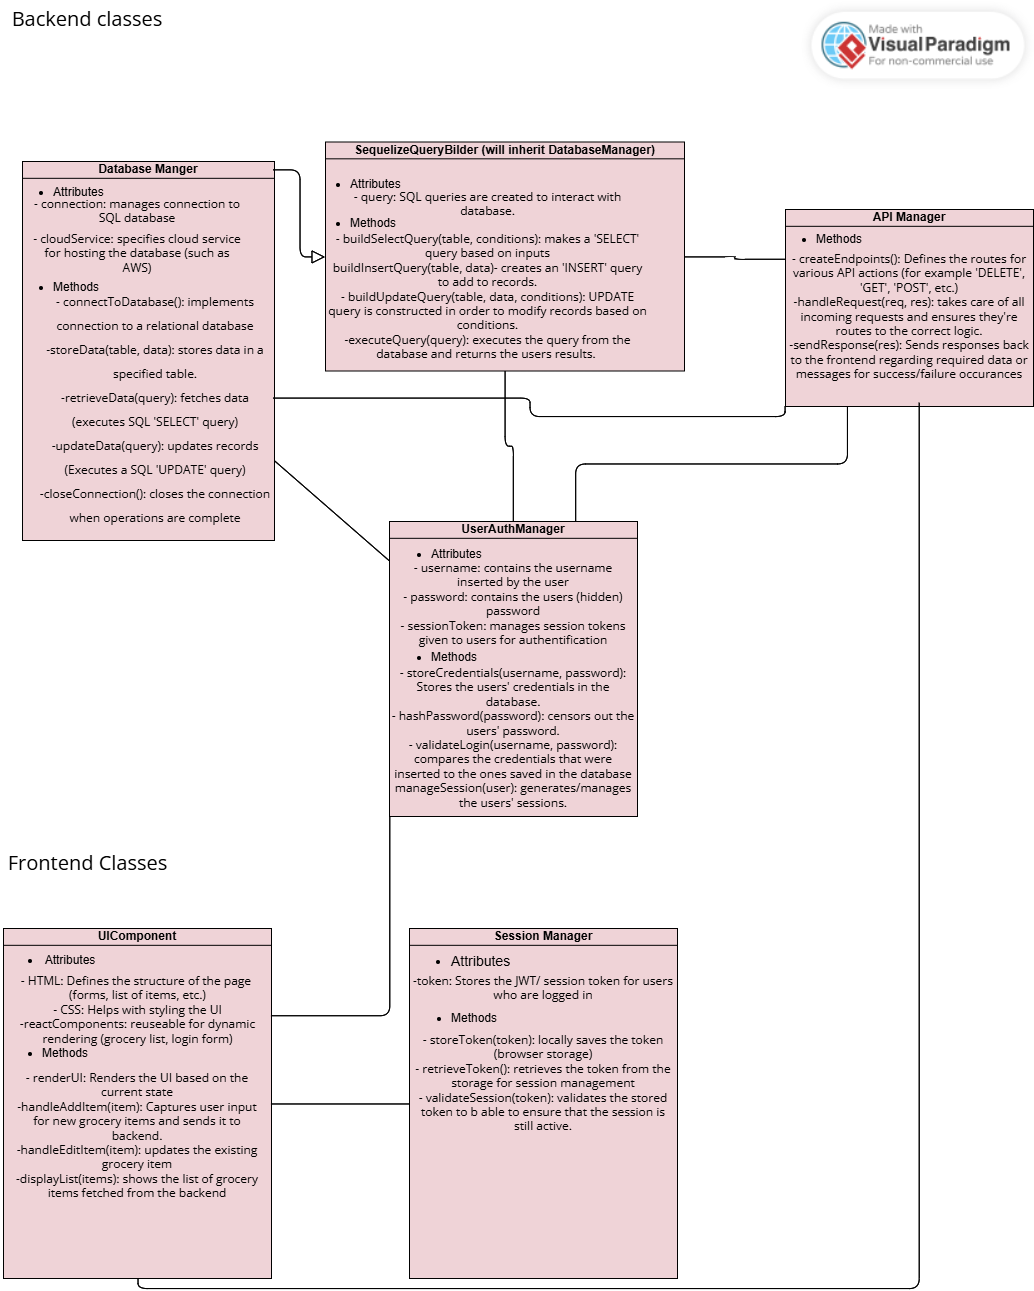 Backend classes
Made with
Visual Paradigm
For non-commercial use
Database Manger
• Attributes
- connection: manages connection to
SQL database
- cloudService: specifies cloud service
for hosting the database (such as
AWS)
• Methods
- connectToDatabase(): implements
connection to a relational database
-storeData(table, data): stores data in a
specified table.
-retrieveData(query): fetches data
(executes SQL 'SELECT' query)
-updateData(query): updates records
(Executes a SQL 'UPDATE' query)
-closeConnection(): closes the connection
when operations are complete
SequelizeQueryBilder (will inherit DatabaseManager)
• Attributes
- query: SQL queries are created to interact with
database.
• Methods
- buildSelectQuery(table, conditions): makes a 'SELECT'
query based on inputs
buildInsertQuery(table, data)- creates an 'INSERT' query
to add to records.
- buildUpdateQuery(table, data, conditions): UPDATE
query is constructed in order to modify records based on
conditions.
-executeQuery(query): executes the query from the
database and returns the users results.
API Manager
• Methods
- createEndpoints(): Defines the routes for
various API actions (for example 'DELETE',
'GET', 'POST', etc.)
-handleRequest(req, res): takes care of all
incoming requests and ensures they're
routes to the correct logic.
-sendResponse(res): Sends responses back
to the frontend regarding required data or
messages for success/failure occurances
UserAuthManager
• Attributes
- username: contains the username
inserted by the user
- password: contains the users (hidden)
password
- sessionToken: manages session tokens
given to users for authentification
• Methods
- storeCredentials(username, password):
Stores the users' credentials in the
database.
- hashPassword(password): censors out the
users' password.
- validateLogin(username, password):
compares the credentials that were
inserted to the ones saved in the database
manageSession(user): generates/manages
the users' sessions.
Frontend Classes
UIComponent
• Attributes
- HTML: Defines the structure of the page
(forms, list of items, etc.)
- CSS: Helps with styling the UI
-reactComponents: reuseable for dynamic
rendering (grocery list, login form)
• Methods
- renderUI: Renders the UI based on the
current state
-handleAddItem(item): Captures user input
for new grocery items and sends it to
backend.
-handleEditItem(item): updates the existing
grocery item
-displayList(items): shows the list of grocery
items fetched from the backend
Session Manager
• Attributes
-token: Stores the JWT/ session token for users
who are logged in
• Methods
- storeToken(token): locally saves the token
(browser storage)
- retrieveToken(): retrieves the token from the
storage for session management
- validateSession(token): validates the stored
token to b able to ensure that the session is
still active.